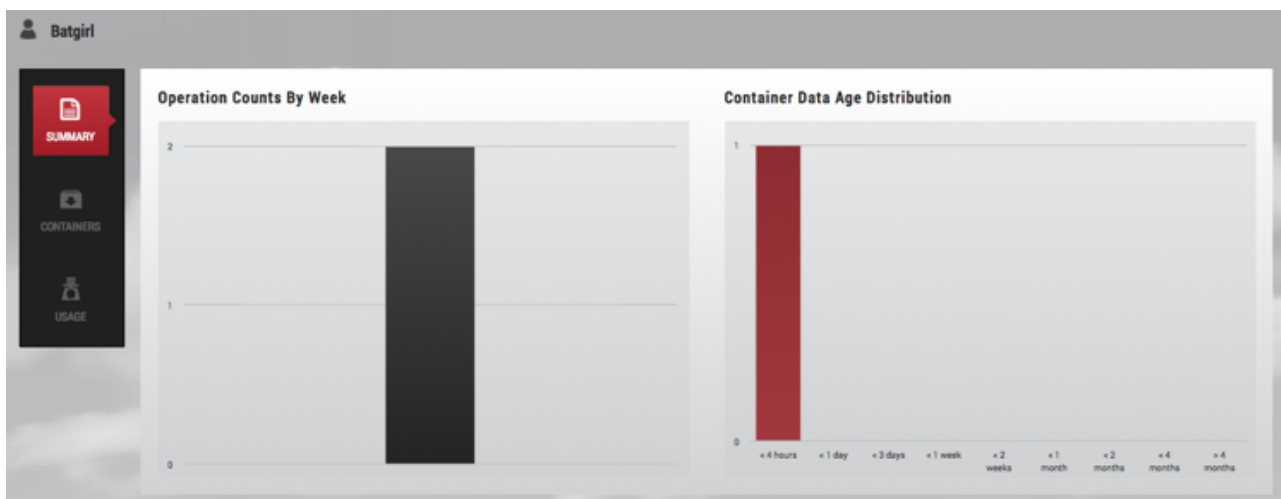 Batgirl
SUMMARY
CONTAINERS
USAGE
Operation Counts By Week
2
1
0
Container Data Age Distribution
1
0
< 4 hours
< 1 day
< 3 days
< 1 week
< 2
weeks
< 1
month
< 2
months
< 4
months
> 4
months